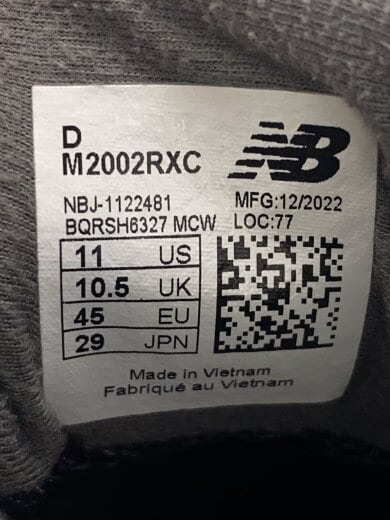 D
M2002RXC
NB
NBJ-1122481 MFG:12/2022
BQRSH6327 MCW LOC:77
11 US
10.5 UK
45 EU
29 JPN
Made in Vietnam
Fabriqué au Vietnam